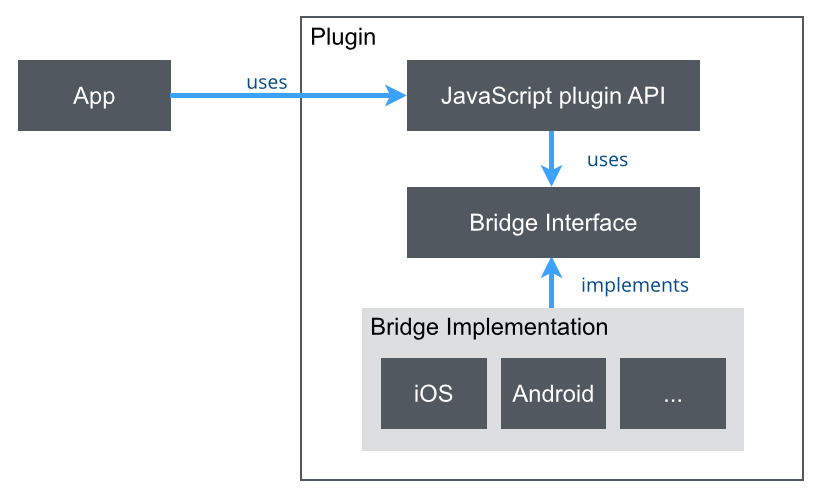 Plugin
App
uses
JavaScript plugin API
uses
Bridge Interface
implements
Bridge Implementation
iOS
Android
...